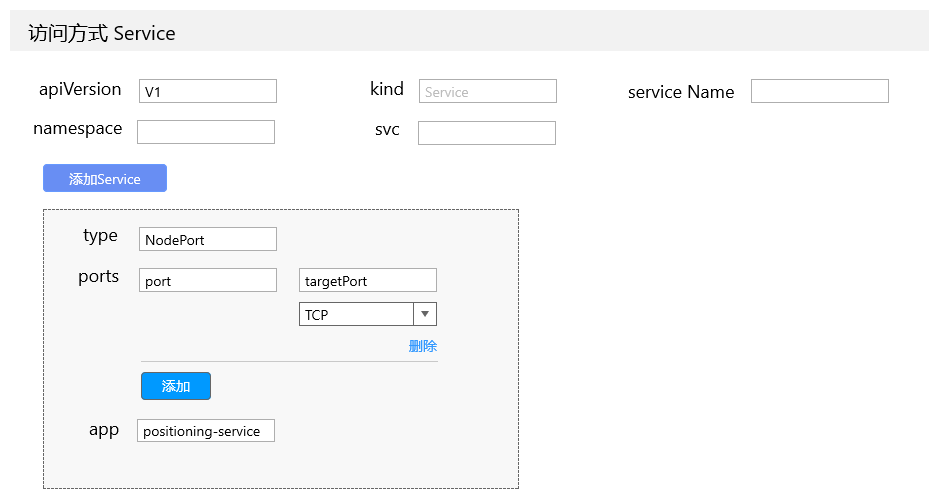 访问方式 Service
apiVersion V1 kind Service service Name
namespace svc
添加Service
type NodePort
ports port targetPort
TCP
删除
添加
app positioning-service